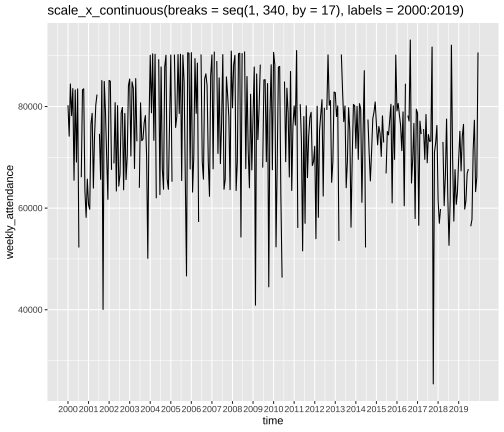 scale_x_continuous(breaks = seq(1, 340, by = 17), labels = 2000:2019)
80000
60000
40000
weekly_attendance
2000 2001 2002 2003 2004 2005 2006 2007 2008 2009 2010 2011 2012 2013 2014 2015 2016 2017 2018 2019
time